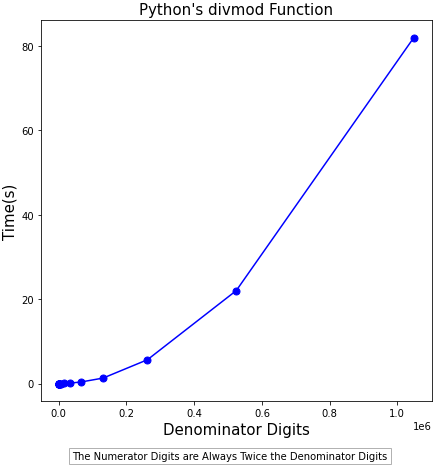 Python's divmod Function
Time(s)
80
60
40
20
0
0.0 0.2 0.4 0.6 0.8 1.0
1e6
Denominator Digits
The Numerator Digits are Always Twice the Denominator Digits